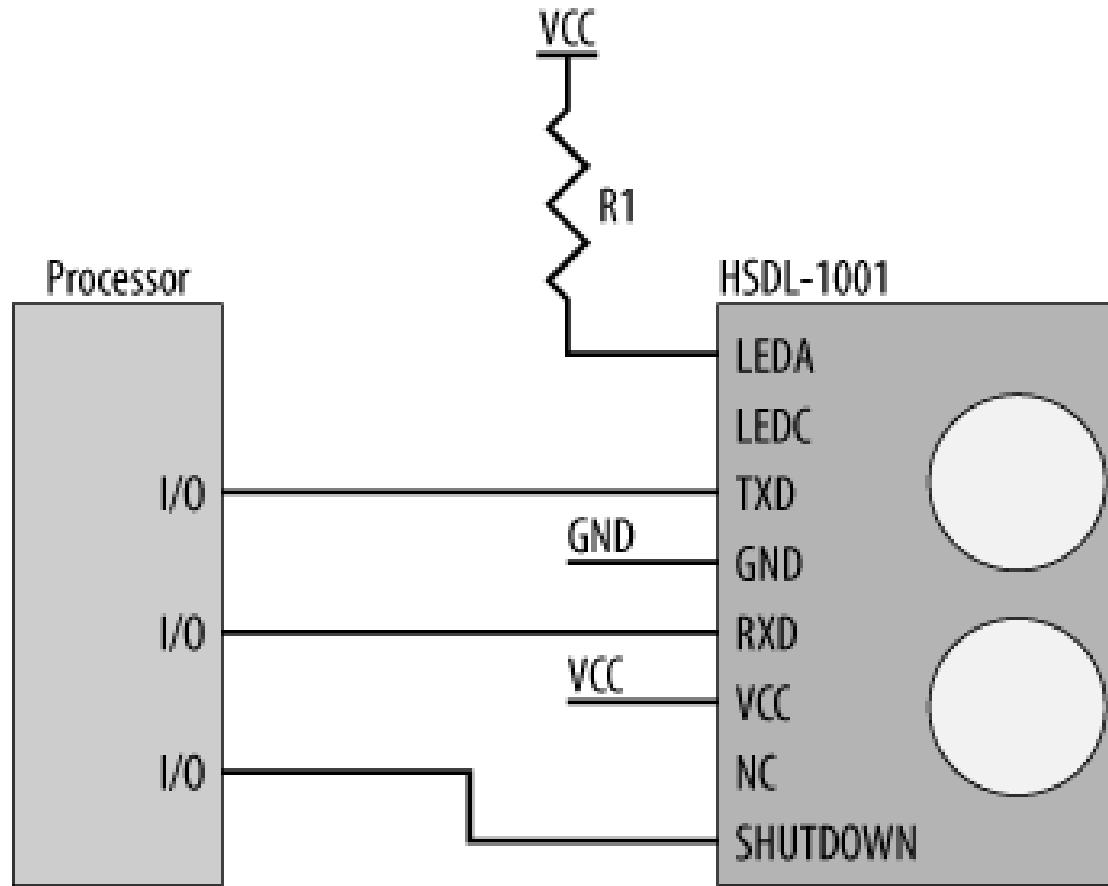 VCC
R1
Processor
HSDL-1001
LEDA
LEDC
I/O
TXD
GND
GND
I/O
RXD
VCC
VCC
I/O
NC
SHUTDOWN